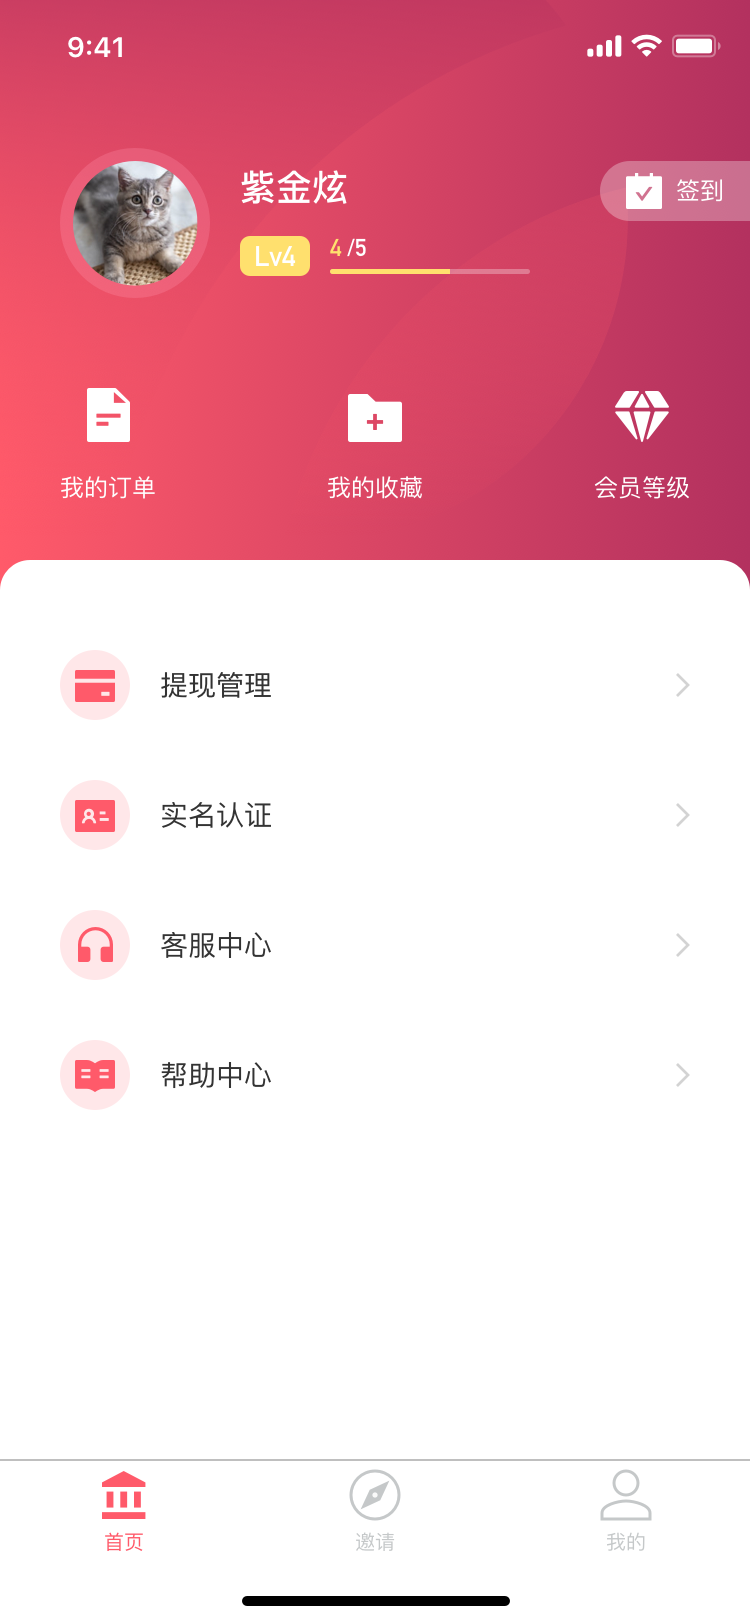 9:41
紫金炫
签到
Lv4
4 /5
我的订单
我的收藏
会员等级
提现管理
实名认证
客服中心
帮助中心
首页
邀请
我的